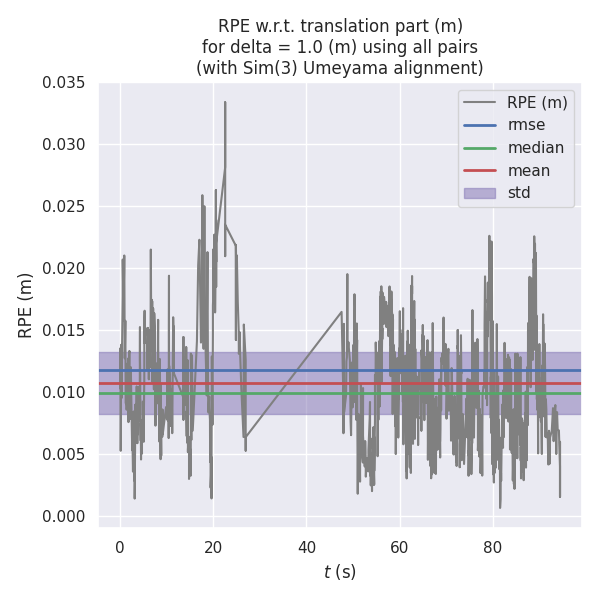 RPE w.r.t. translation part (m)
for delta = 1.0 (m) using all pairs
(with Sim(3) Umeyama alignment)
0.035
0.030
0.025
0.020
0.015
0.010
0.005
0.000
RPE (m)
RPE (m)
rmse
median
mean
std
0
20
40
60
80
t (s)